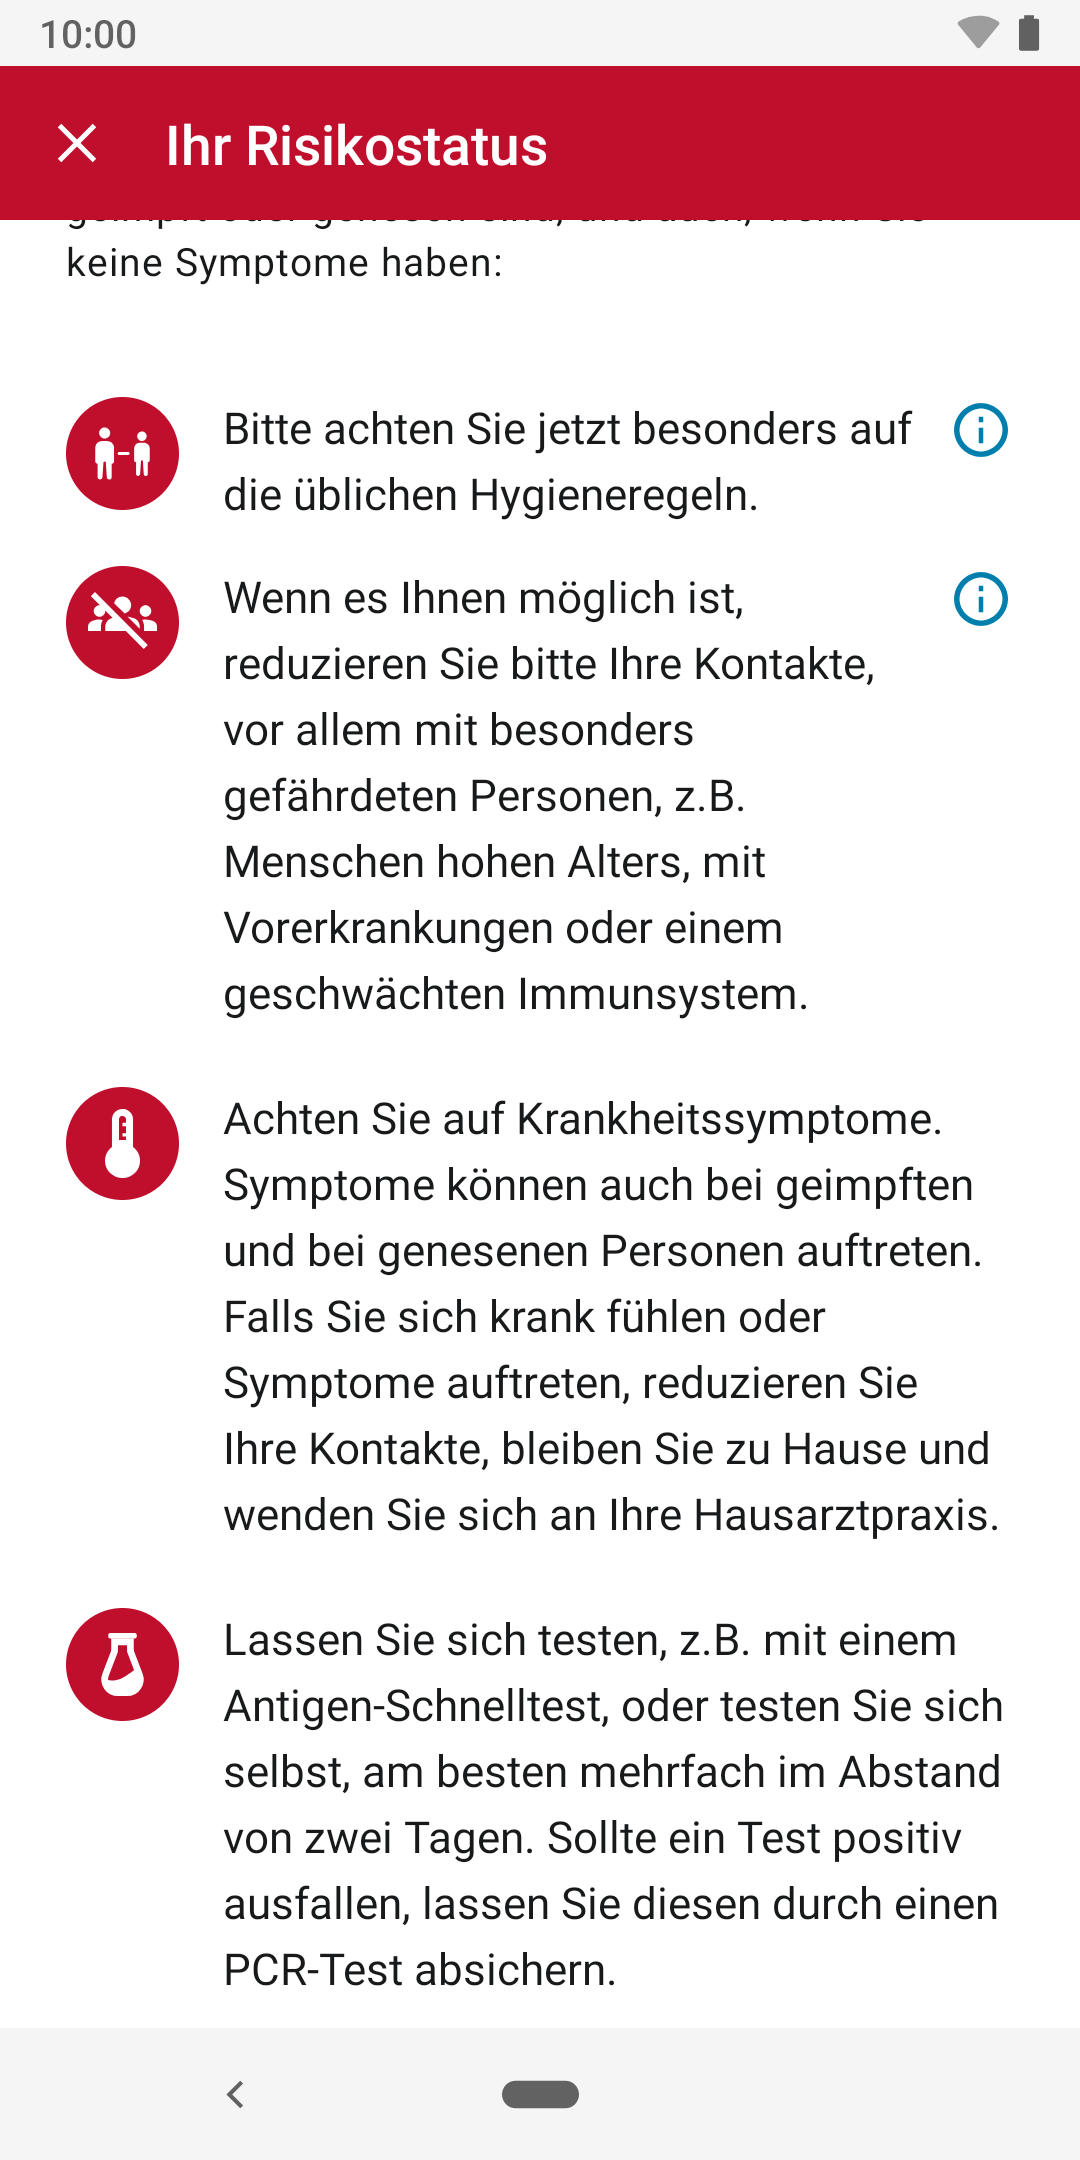 10:00
Ihr Risikostatus
keine Symptome haben:
Bitte achten Sie jetzt besonders auf
die üblichen Hygieneregeln.
Wenn es Ihnen möglich ist,
reduzieren Sie bitte Ihre Kontakte,
vor allem mit besonders
gefährdeten Personen, z.B.
Menschen hohen Alters, mit
Vorerkrankungen oder einem
geschwächten Immunsystem.
Achten Sie auf Krankheitssymptome.
Symptome können auch bei geimpften
und bei genesenen Personen auftreten.
Falls Sie sich krank fühlen oder
Symptome auftreten, reduzieren Sie
Ihre Kontakte, bleiben Sie zu Hause und
wenden Sie sich an Ihre Hausarztpraxis.
Lassen Sie sich testen, z.B. mit einem
Antigen-Schnelltest, oder testen Sie sich
selbst, am besten mehrfach im Abstand
von zwei Tagen. Sollte ein Test positiv
ausfallen, lassen Sie diesen durch einen
PCR-Test absichern.